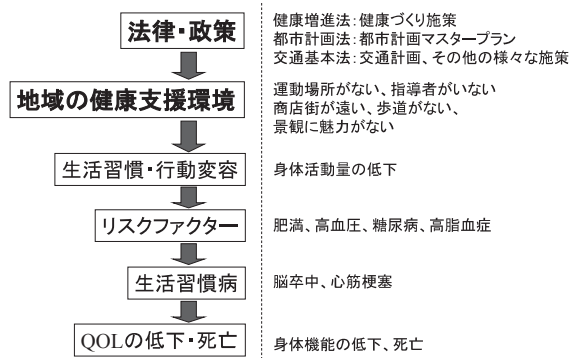 法律・政策
健康増進法:健康づくり施策
都市計画法:都市計画マスタープラン
交通基本法:交通計画、その他の様々な施策
地域の健康支援環境
運動場所がない、指導者がいない
商店街が遠い、歩道がない、
景観に魅力がない
生活習慣・行動変容
身体活動量の低下
リスクファクター
肥満、高血圧、糖尿病、高脂血症
生活習慣病
脳卒中、心筋梗塞
QOLの低下・死亡
身体機能の低下、死亡